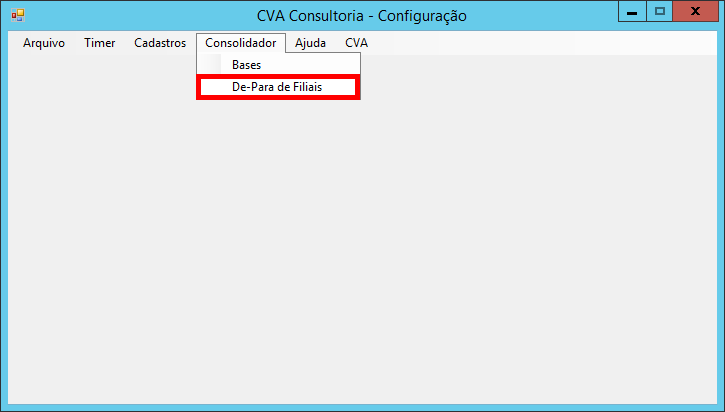 CVA Consultoria - Configuração
Arquivo Timer Cadastros Consolidador Ajuda CVA
Bases
De-Para de Filiais